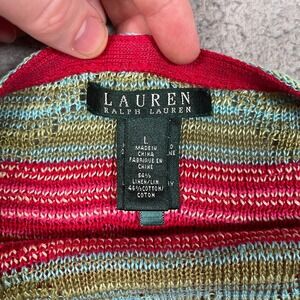 LAUREN
RALPH LAUREN
L
MADE IN
CHINA
FABRIQUE EN
CHINE
54%
LINEN/LIN
46% COTTON/
COTON